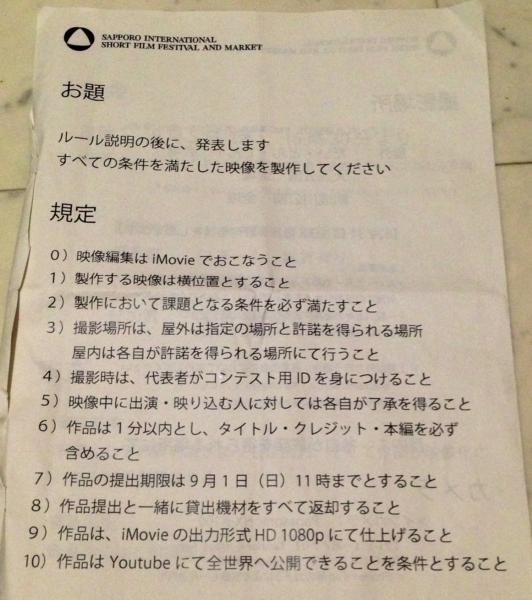 SAPPORO INTERNATIONAL
SHORT FILM FESTIVAL AND MARKET
お題
ルール説明の後に、発表します
すべての条件を満たした映像を製作してください
規定
0）映像編集は iMovie でおこなうこと
1）製作する映像は横位置とすること
2）製作において課題となる条件を必ず満たすこと
3）撮影場所は、屋外は指定の場所と許諾を得られる場所
屋内は各自が許諾を得られる場所にて行うこと
4）撮影時は、代表者がコンテスト用 ID を身につけること
5）映像中に出演・映り込む人に対しては各自が了承を得ること
6）作品は１分以内とし、タイトル・クレジット・本編を必ず
含めること
7）作品の提出期限は９月１日（日）11 時までとすること
8）作品提出と一緒に貸出機材をすべて返却すること
9）作品は、iMovie の出力形式 HD 1080p にて仕上げること
10）作品は Youtube にて全世界へ公開できることを条件とすること